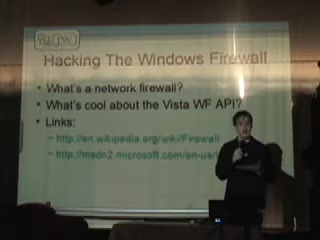 Hacking The Windows Firewall
• What's a network firewall?
• What's cool about the Vista WF API?
• Links:
– http://en.wikipedia.org/wiki/Firewall
– http://msdn2.microsoft.com/en-us/